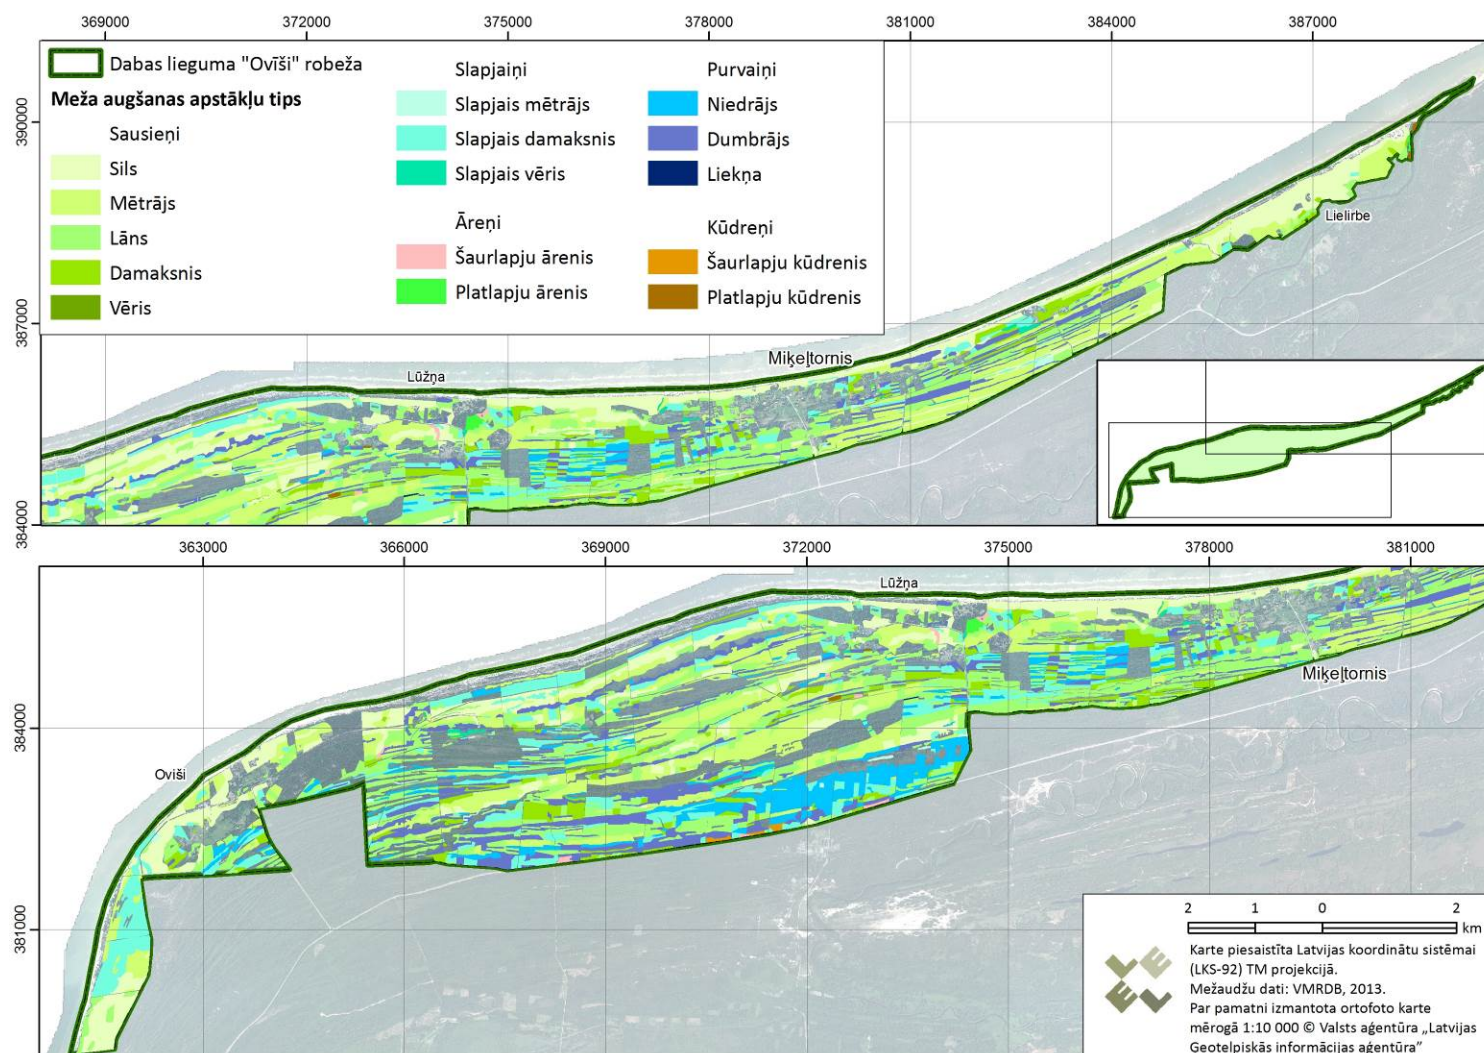 369000 372000 375000 378000 381000 384000 387000
Dabas lieguma "Ovīši" robeža
Meža augšanas apstākļu tips
Sausieņi
Sils
Mētrājs
Lāns
Damaksnis
Vēris
Slapjaiņi
Slapjais mētrājs
Slapjais damaksnis
Slapjais vēris
Āreņi
Šaurlapju ārenis
Platlapju ārenis
Purvaiņi
Niedrājs
Dumbrājs
Liekņa
Kūdreņi
Šaurlapju kūdrenis
Platlapju kūdrenis
390000
387000
384000
Lielirbe
Miķeļtornis
Lūžņa
363000 366000 369000 372000 375000 378000 381000
384000
381000
Lūžņa
Miķeļtornis
Oviši
2 1 0 2
km
Karte piesaistīta Latvijas koordinātu sistēmai
(LKS-92) TM projekcijā.
Mežaudžu dati: VMRDB, 2013.
Par pamatni izmantota ortofoto karte
mērogā 1:10 000 © Valsts aģentūra „Latvijas
Ģeotelpiskās informācijas aģentūra”